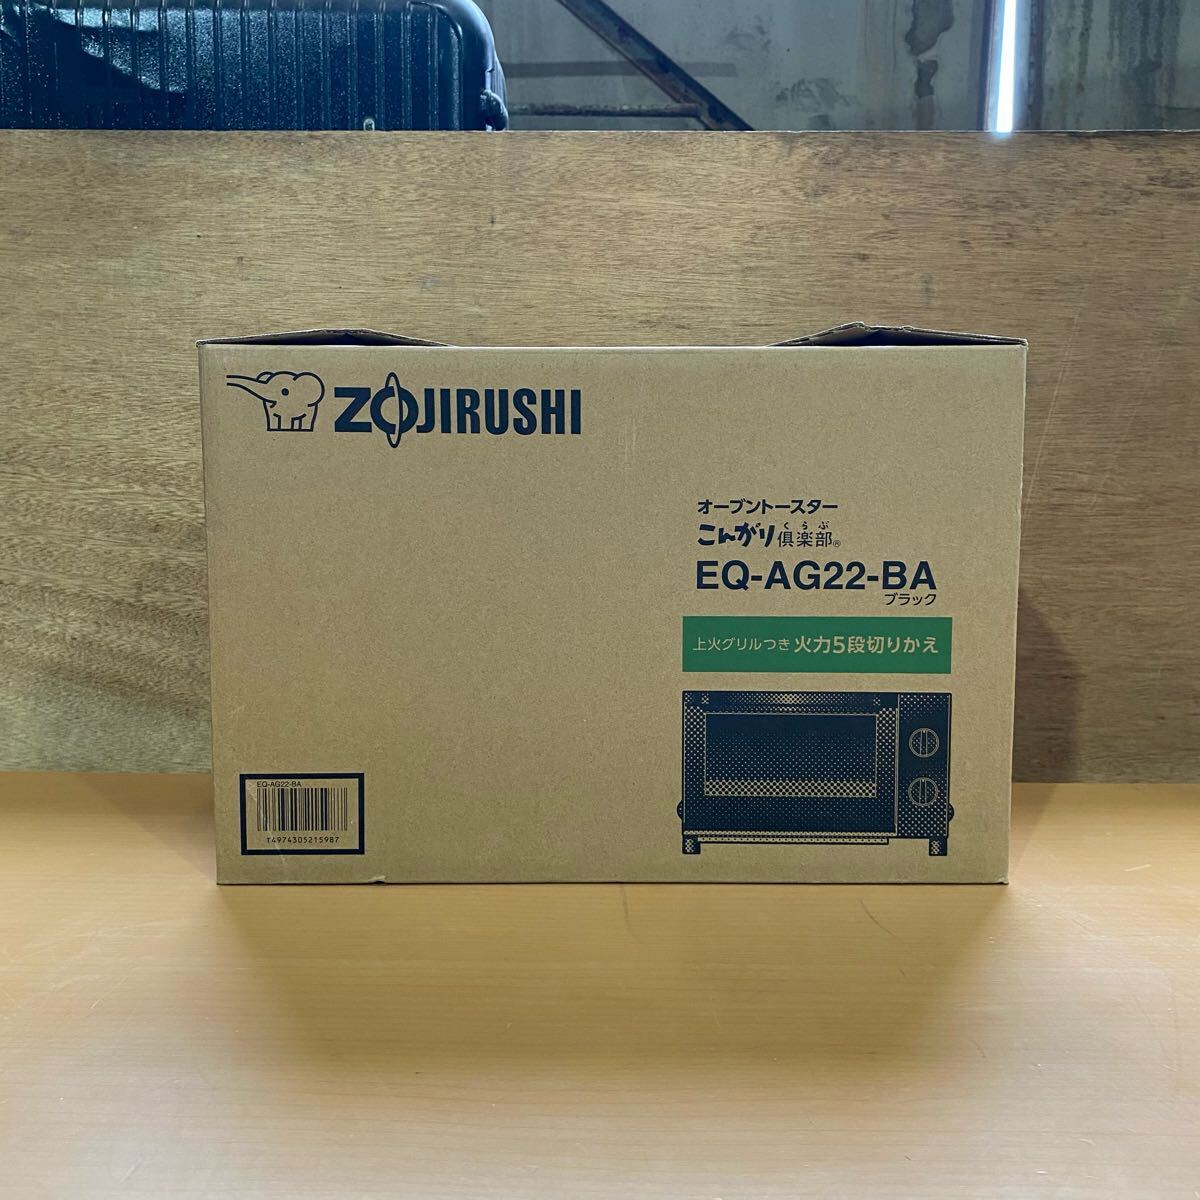 ZOJIRUSHI
オーブントースター
こんがり倶楽部®
くらぶ
EQ-AG22-BA
ブラック
上火グリルつき 火力5段切りかえ
EQ-AG22-BA
T4974305215987